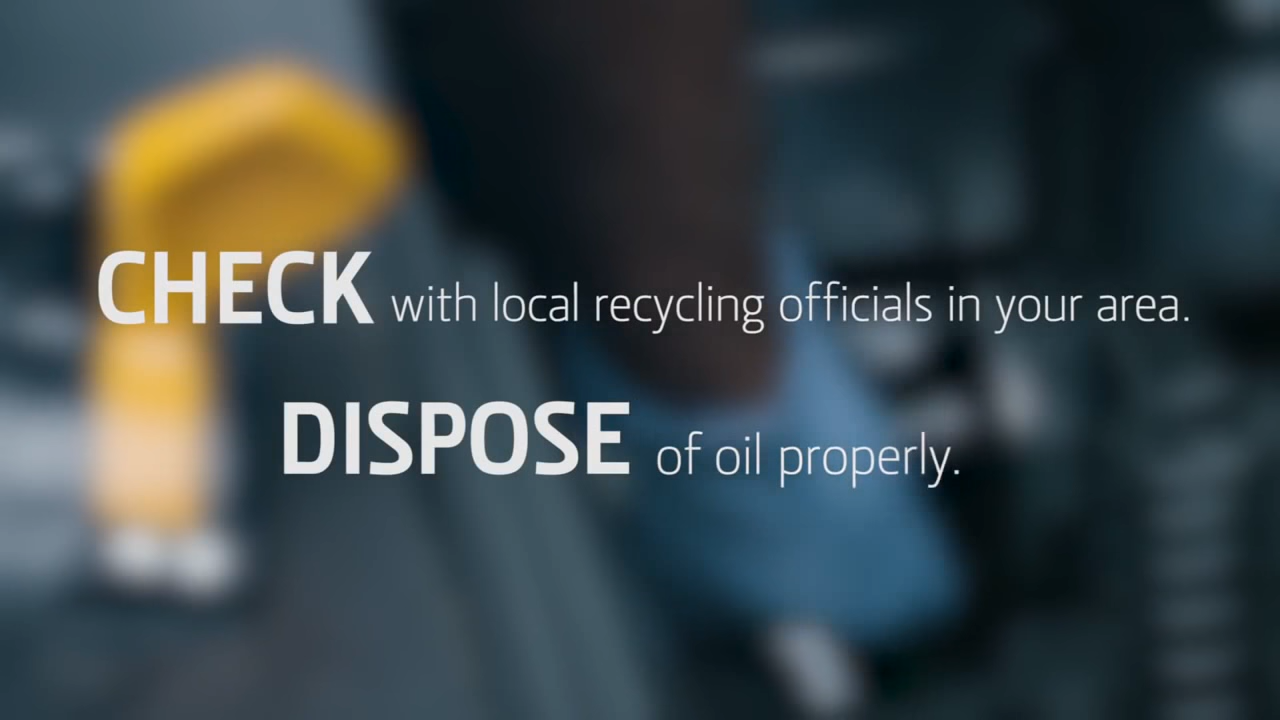 CHECK with local recycling officials in your area.
DISPOSE of oil properly.